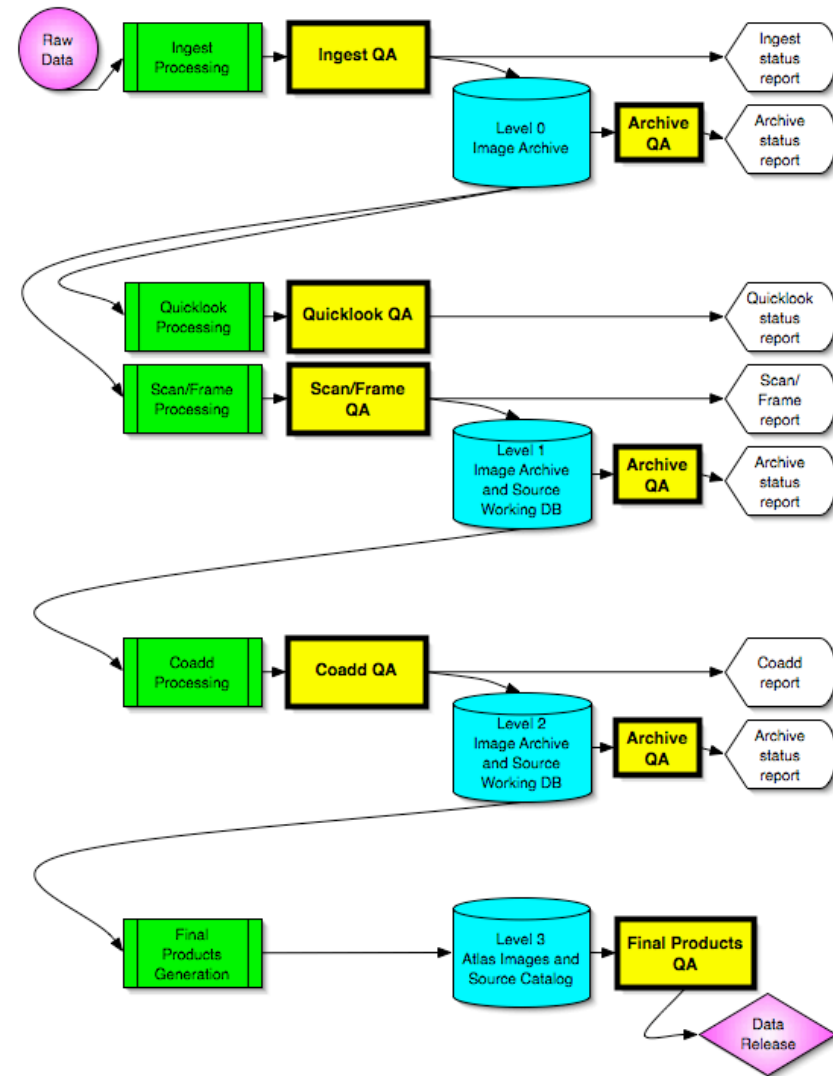 Raw
Data
Ingest
Processing
Ingest QA
Ingest
status
report
Level 0
Image Archive
Archive
QA
Archive
status
report
Quicklook
Processing
Quicklook QA
Quicklook
status
report
Scan/Frame
Processing
Scan/Frame
QA
Scan/
Frame
report
Level 1
Image Archive
and Source
Working DB
Archive
QA
Archive
status
report
Coadd
Processing
Coadd QA
Coadd
report
Level 2
Image Archive
and Source
Working DB
Archive
QA
Archive
status
report
Final
Products
Generation
Level 3
Atlas Images and
Source Catalog
Final Products
QA
Data
Release